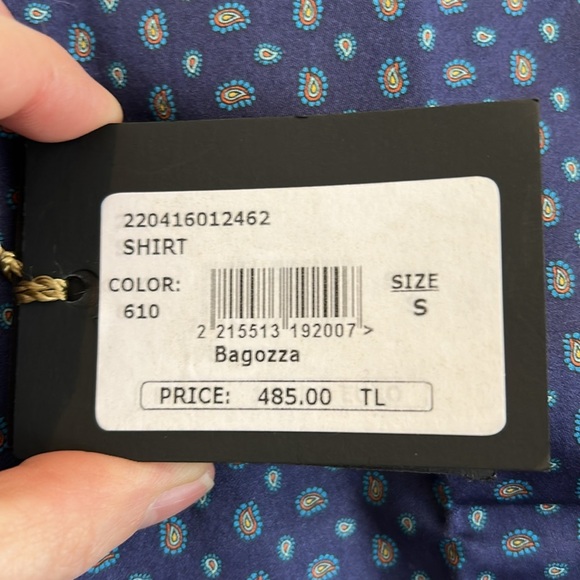 220416012462
SHIRT
COLOR:
610
2 215513 192007 >
SIZE
S
Bagozza
PRICE: 485.00 TL